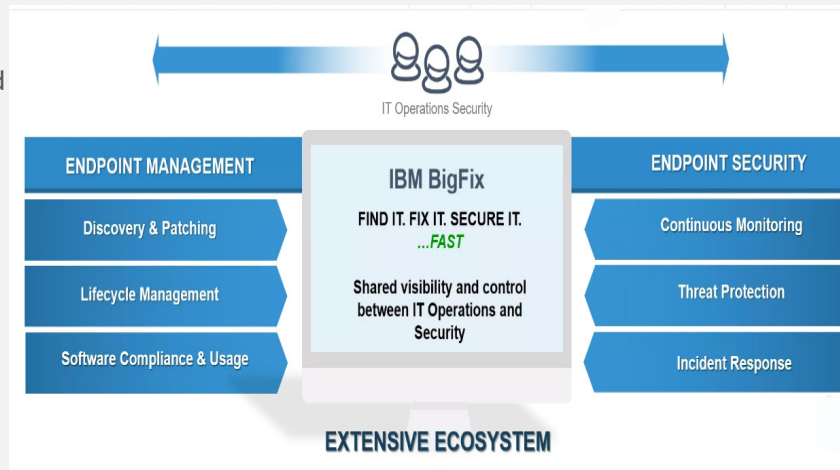 IT Operations Security
ENDPOINT MANAGEMENT
Discovery & Patching
Lifecycle Management
Software Compliance & Usage
IBM BigFix
FIND IT. FIX IT. SECURE IT.
...FAST
Shared visibility and control
between IT Operations and
Security
ENDPOINT SECURITY
Continuous Monitoring
Threat Protection
Incident Response
EXTENSIVE ECOSYSTEM